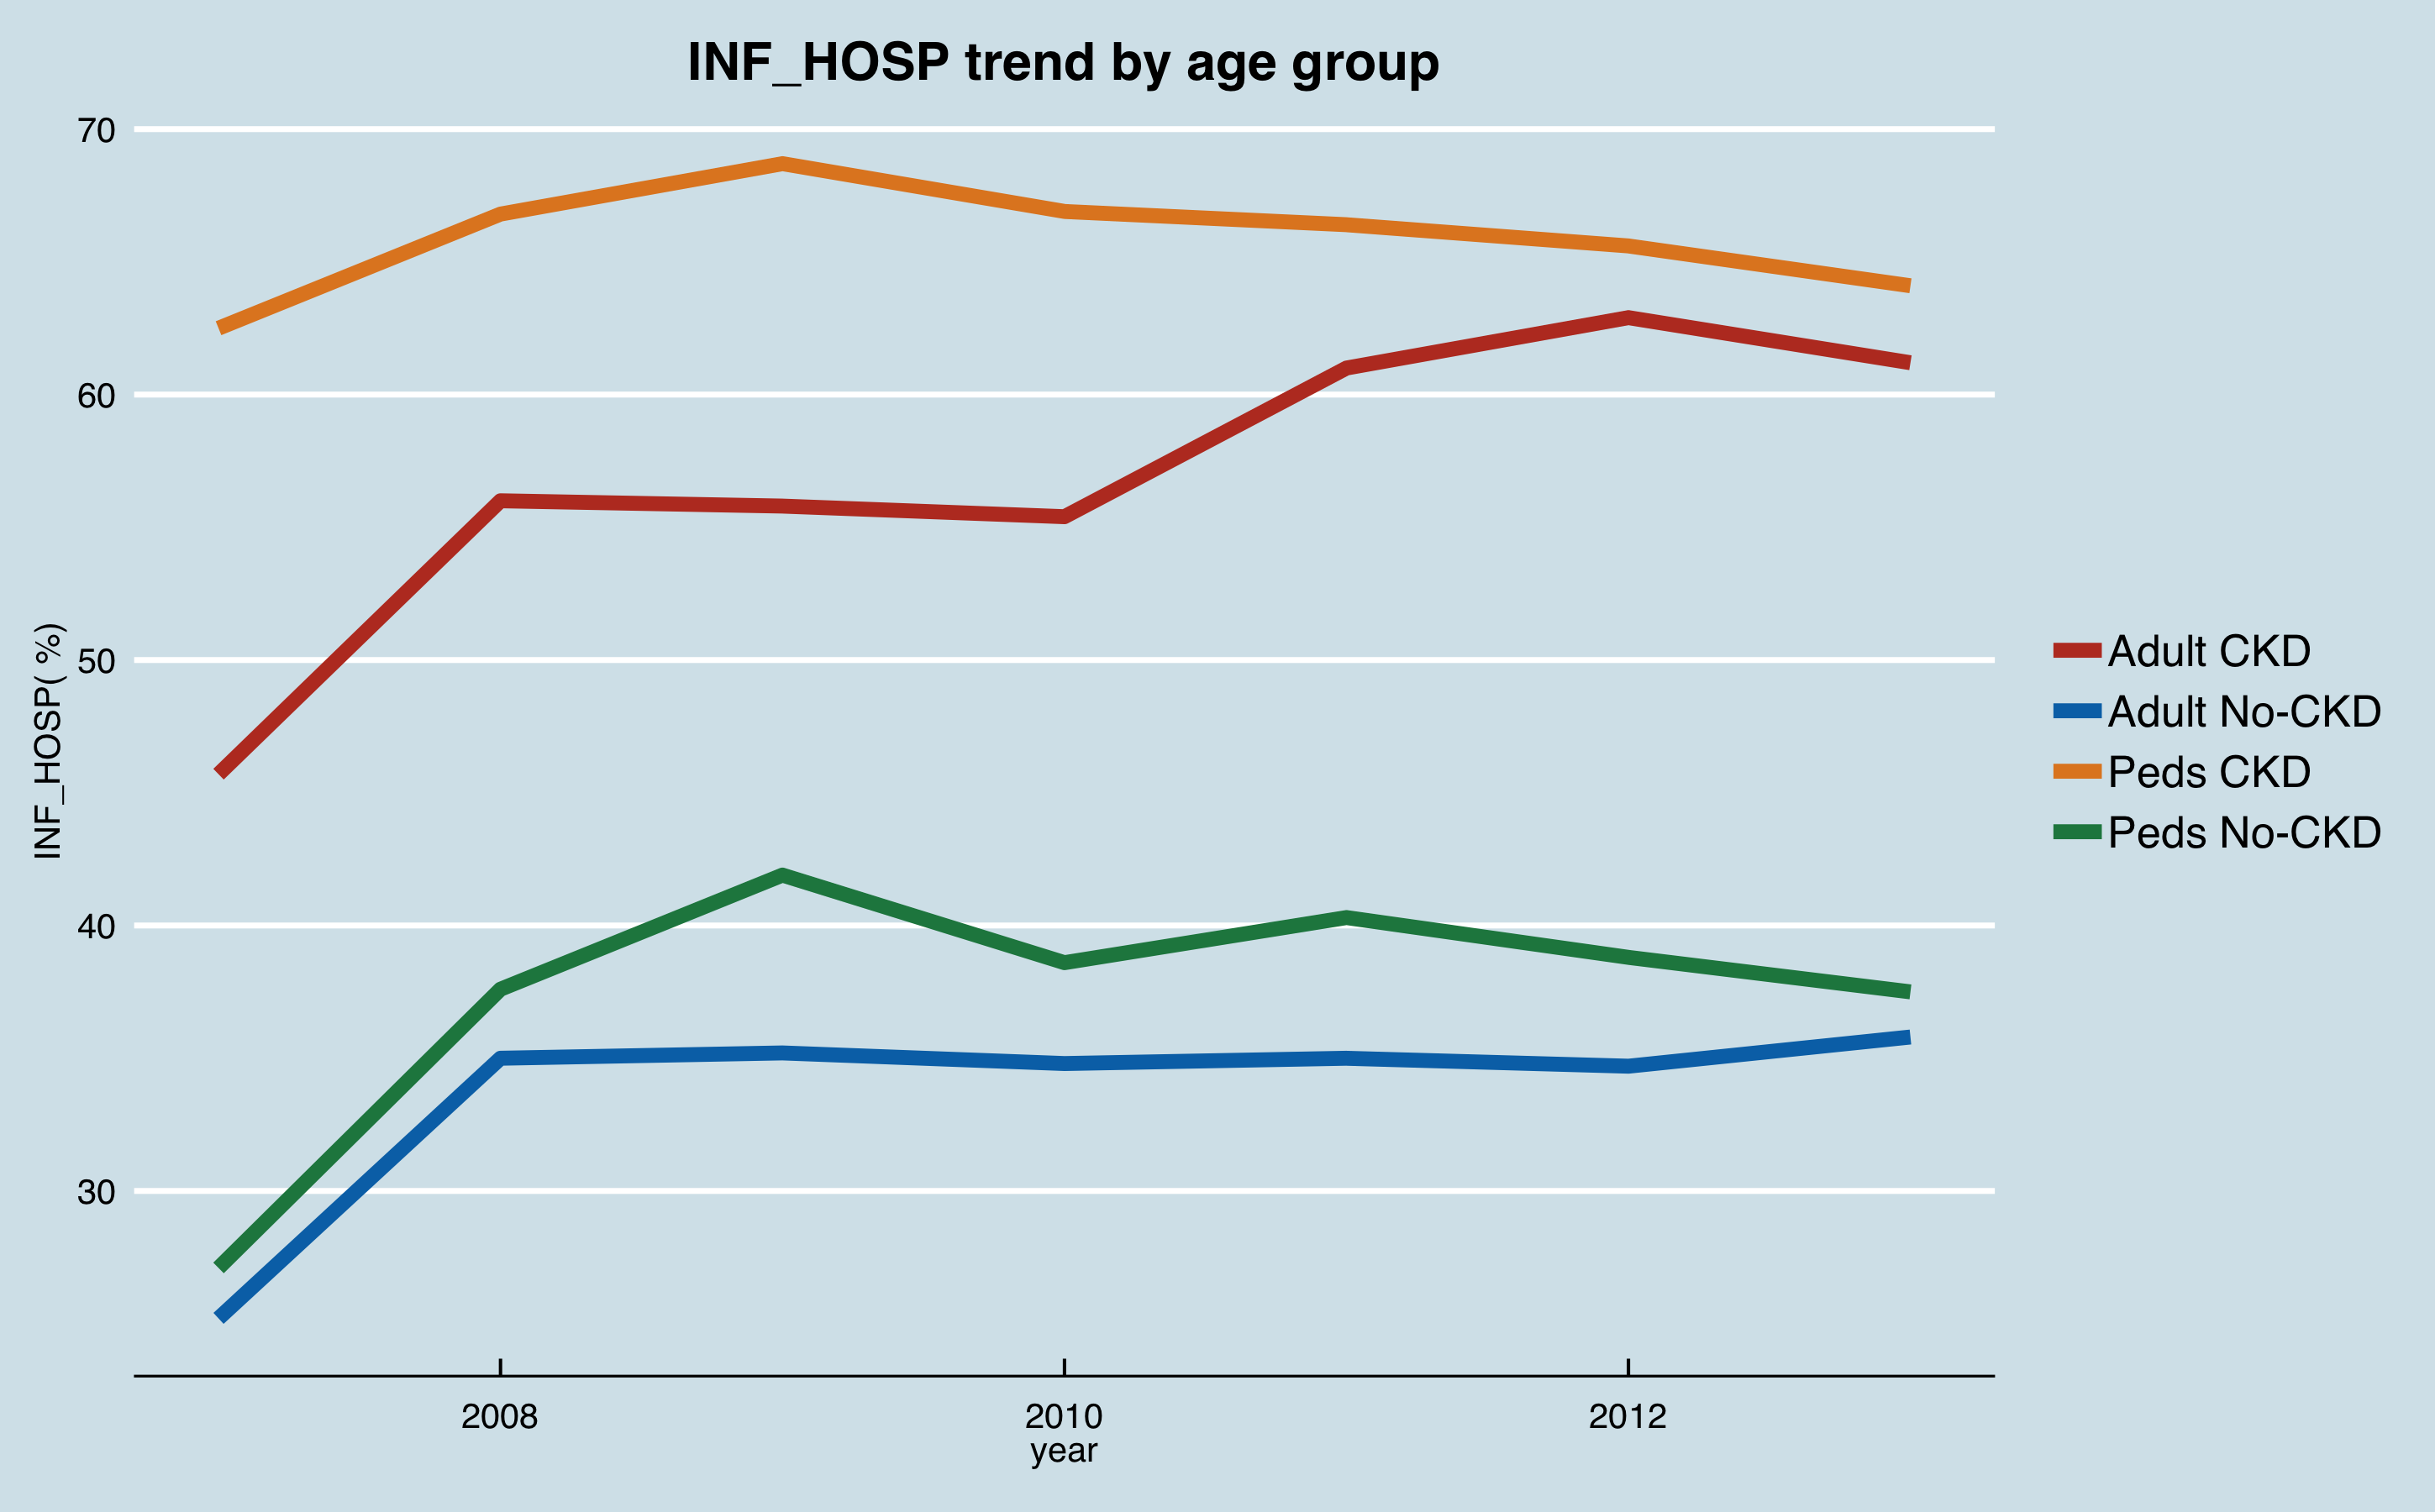 INF_HOSP trend by age group
INF_HOSP( %)
70
60
50
40
30
2008
2010
2012
year
Adult CKD
Adult No-CKD
Peds CKD
Peds No-CKD